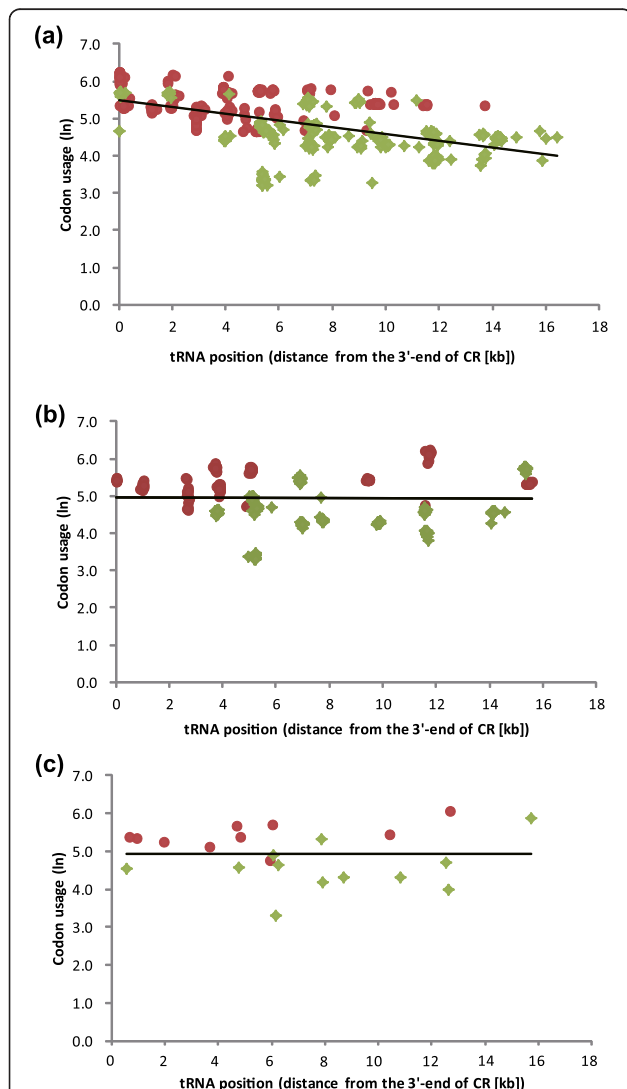 (a)
7.0
6.0
5.0
4.0
3.0
2.0
1.0
0.0
Codon usage (ln)
0 2 4 6 8 10 12 14 16 18
tRNA position (distance from the 3'-end of CR [kb])
(b)
7.0
6.0
5.0
4.0
3.0
2.0
1.0
0.0
Codon usage (ln)
0 2 4 6 8 10 12 14 16 18
tRNA position (distance from the 3'-end of CR [kb])
(c)
7.0
6.0
5.0
4.0
3.0
2.0
1.0
0.0
Codon usage (ln)
0 2 4 6 8 10 12 14 16 18
tRNA position (distance from the 3'-end of CR [kb])